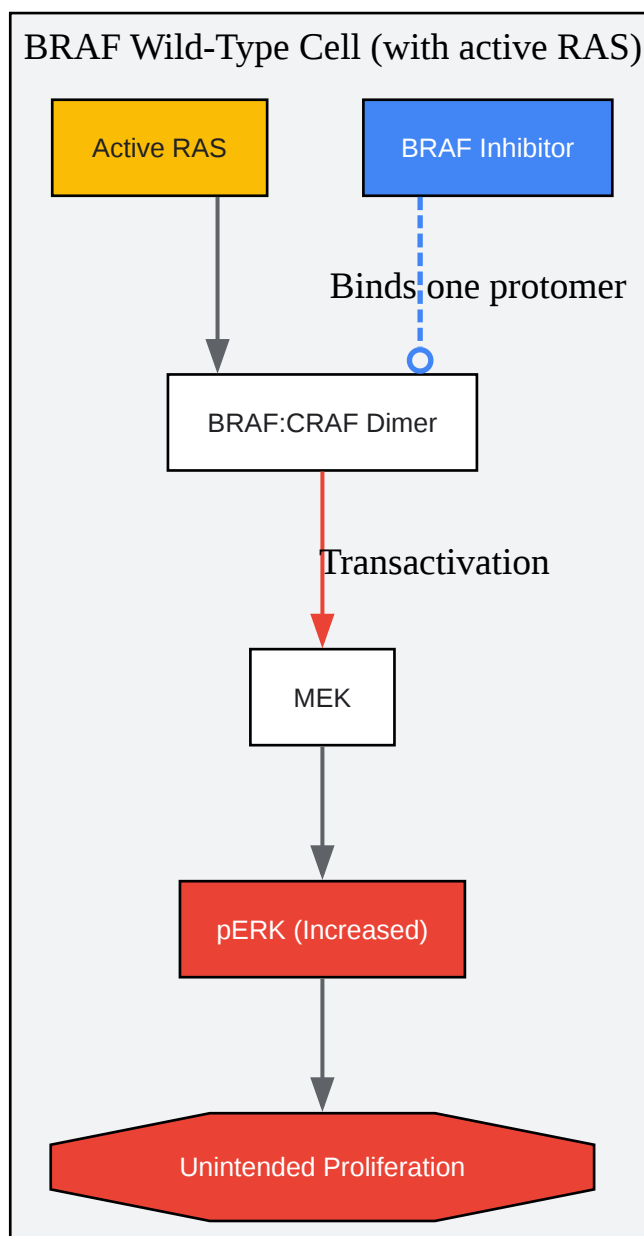 BRAF Wild-Type Cell (with active RAS)
Active RAS
BRAF Inhibitor
Binds one protomer
BRAF:CRAF Dimer
Transactivation
MEK
pERK (Increased)
Unintended Proliferation